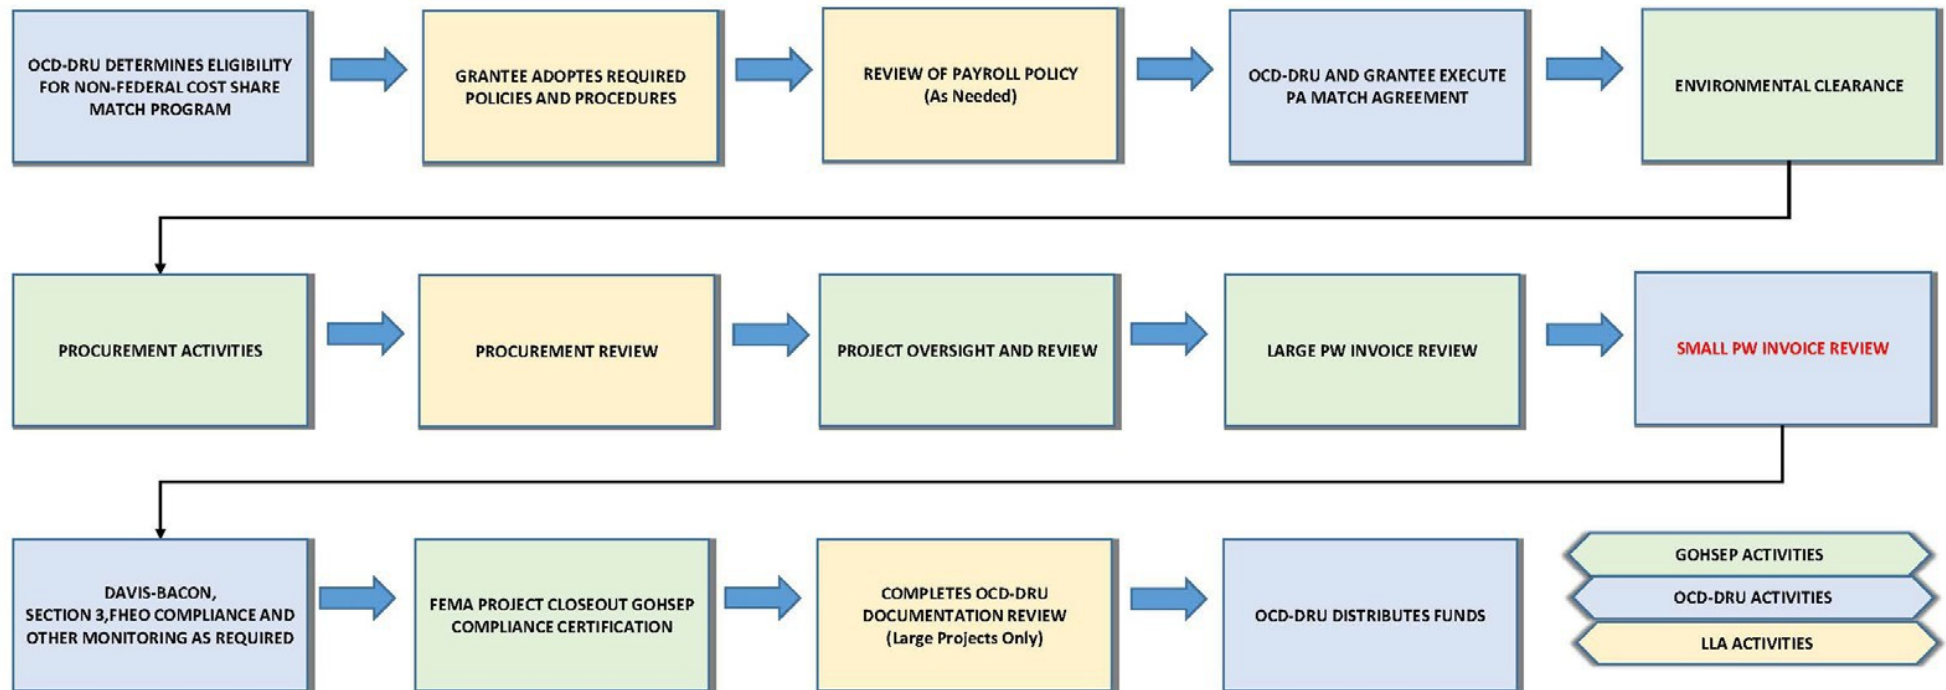 OCD-DRU DETERMINES ELIGIBILITY
FOR NON-FEDERAL COST SHARE
MATCH PROGRAM
GRANTEE ADOPTES REQUIRED
POLICIES AND PROCEDURES
REVIEW OF PAYROLL POLICY
(As Needed)
OCD-DRU AND GRANTEE EXECUTE
PA MATCH AGREEMENT
ENVIRONMENTAL CLEARANCE
PROCUREMENT ACTIVITIES
PROCUREMENT REVIEW
PROJECT OVERSIGHT AND REVIEW
LARGE PW INVOICE REVIEW
SMALL PW INVOICE REVIEW
DAVIS-BACON,
SECTION 3,FHEO COMPLIANCE AND
OTHER MONITORING AS REQUIRED
FEMA PROJECT CLOSEOUT GOHSEP
COMPLIANCE CERTIFICATION
COMPLETES OCD-DRU
DOCUMENTATION REVIEW
(Large Projects Only)
OCD-DRU DISTRIBUTES FUNDS
GOHSEP ACTIVITIES
OCD-DRU ACTIVITIES
LLA ACTIVITIES